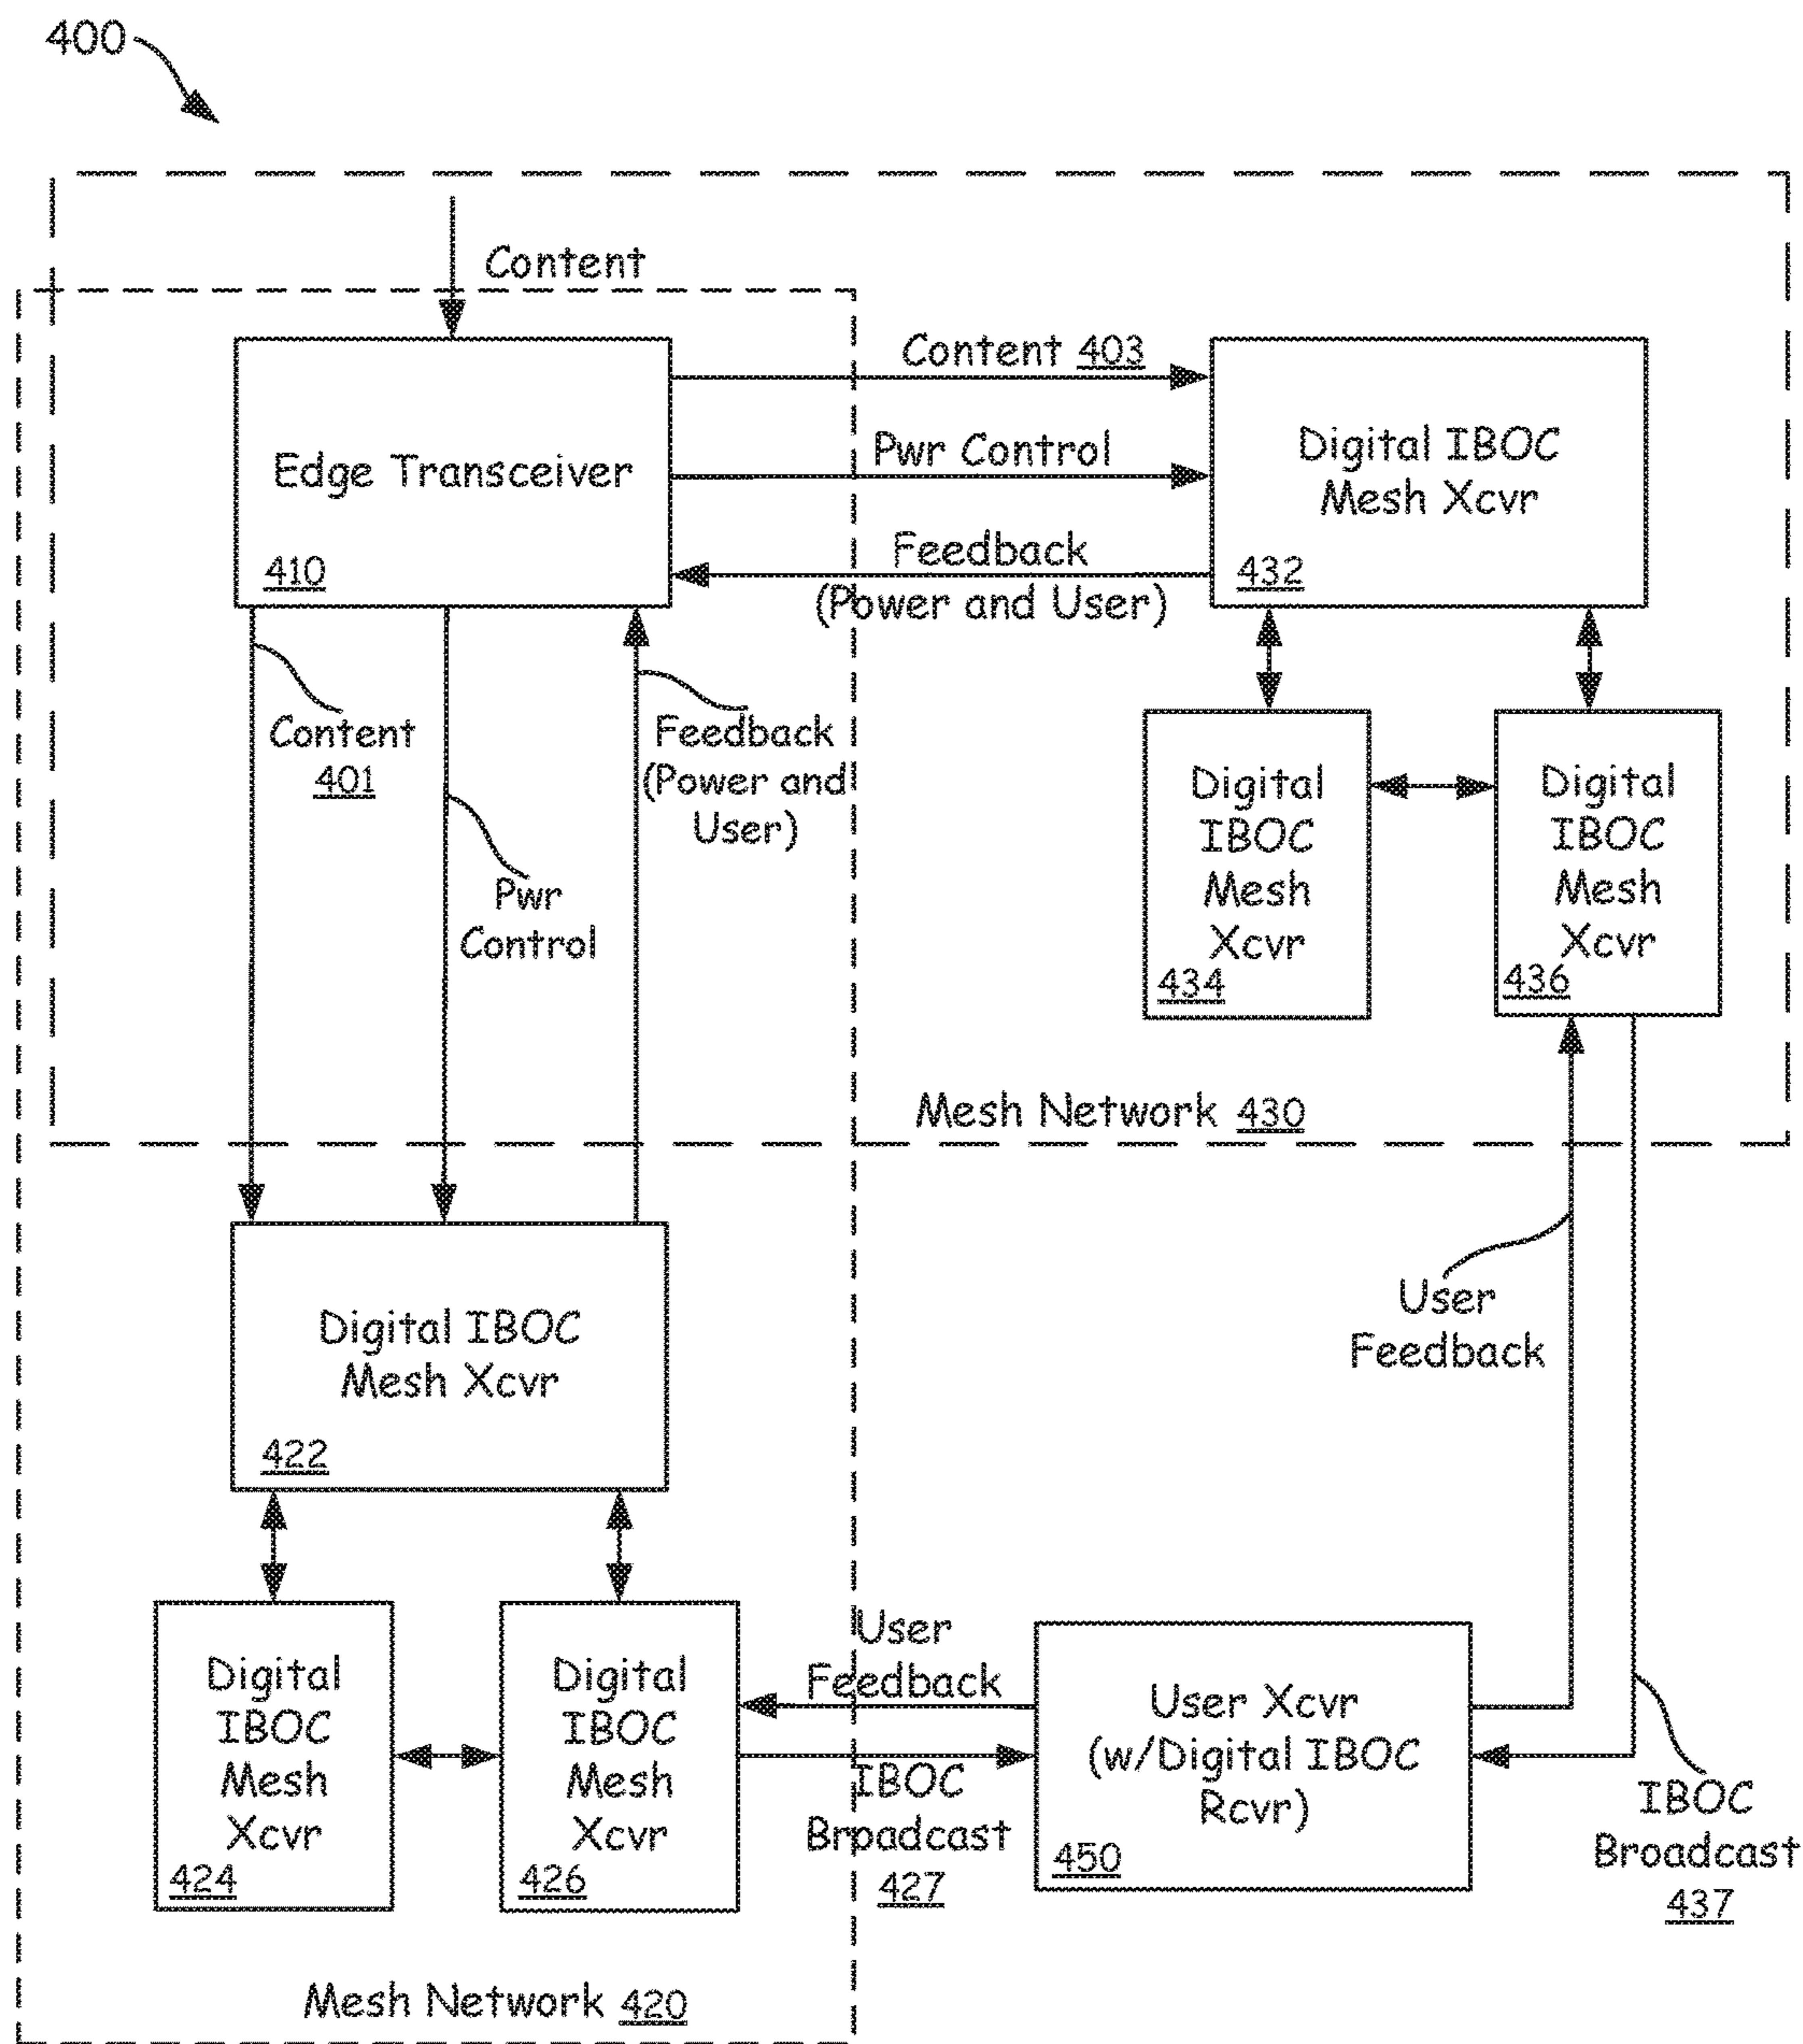 400
Content
Content 403
Pwr Control
Feedback
(Power and User)
Edge Transceiver
410
Digital IBOC
Mesh Xcvr
432
Content
401
Pwr
Control
Feedback
(Power and
User)
Digital
IBOC
Mesh
Xcvr
434
Digital
IBOC
Mesh
Xcvr
436
Mesh Network 430
Digital IBOC
Mesh Xcvr
422
User
Feedback
Digital
IBOC
Mesh
Xcvr
424
Digital
IBOC
Mesh
Xcvr
426
User
Feedback
IBOC
Broadcast
427
User Xcvr
(w/Digital IBOC
Rcvr)
450
IBOC
Broadcast
437
Mesh Network 420